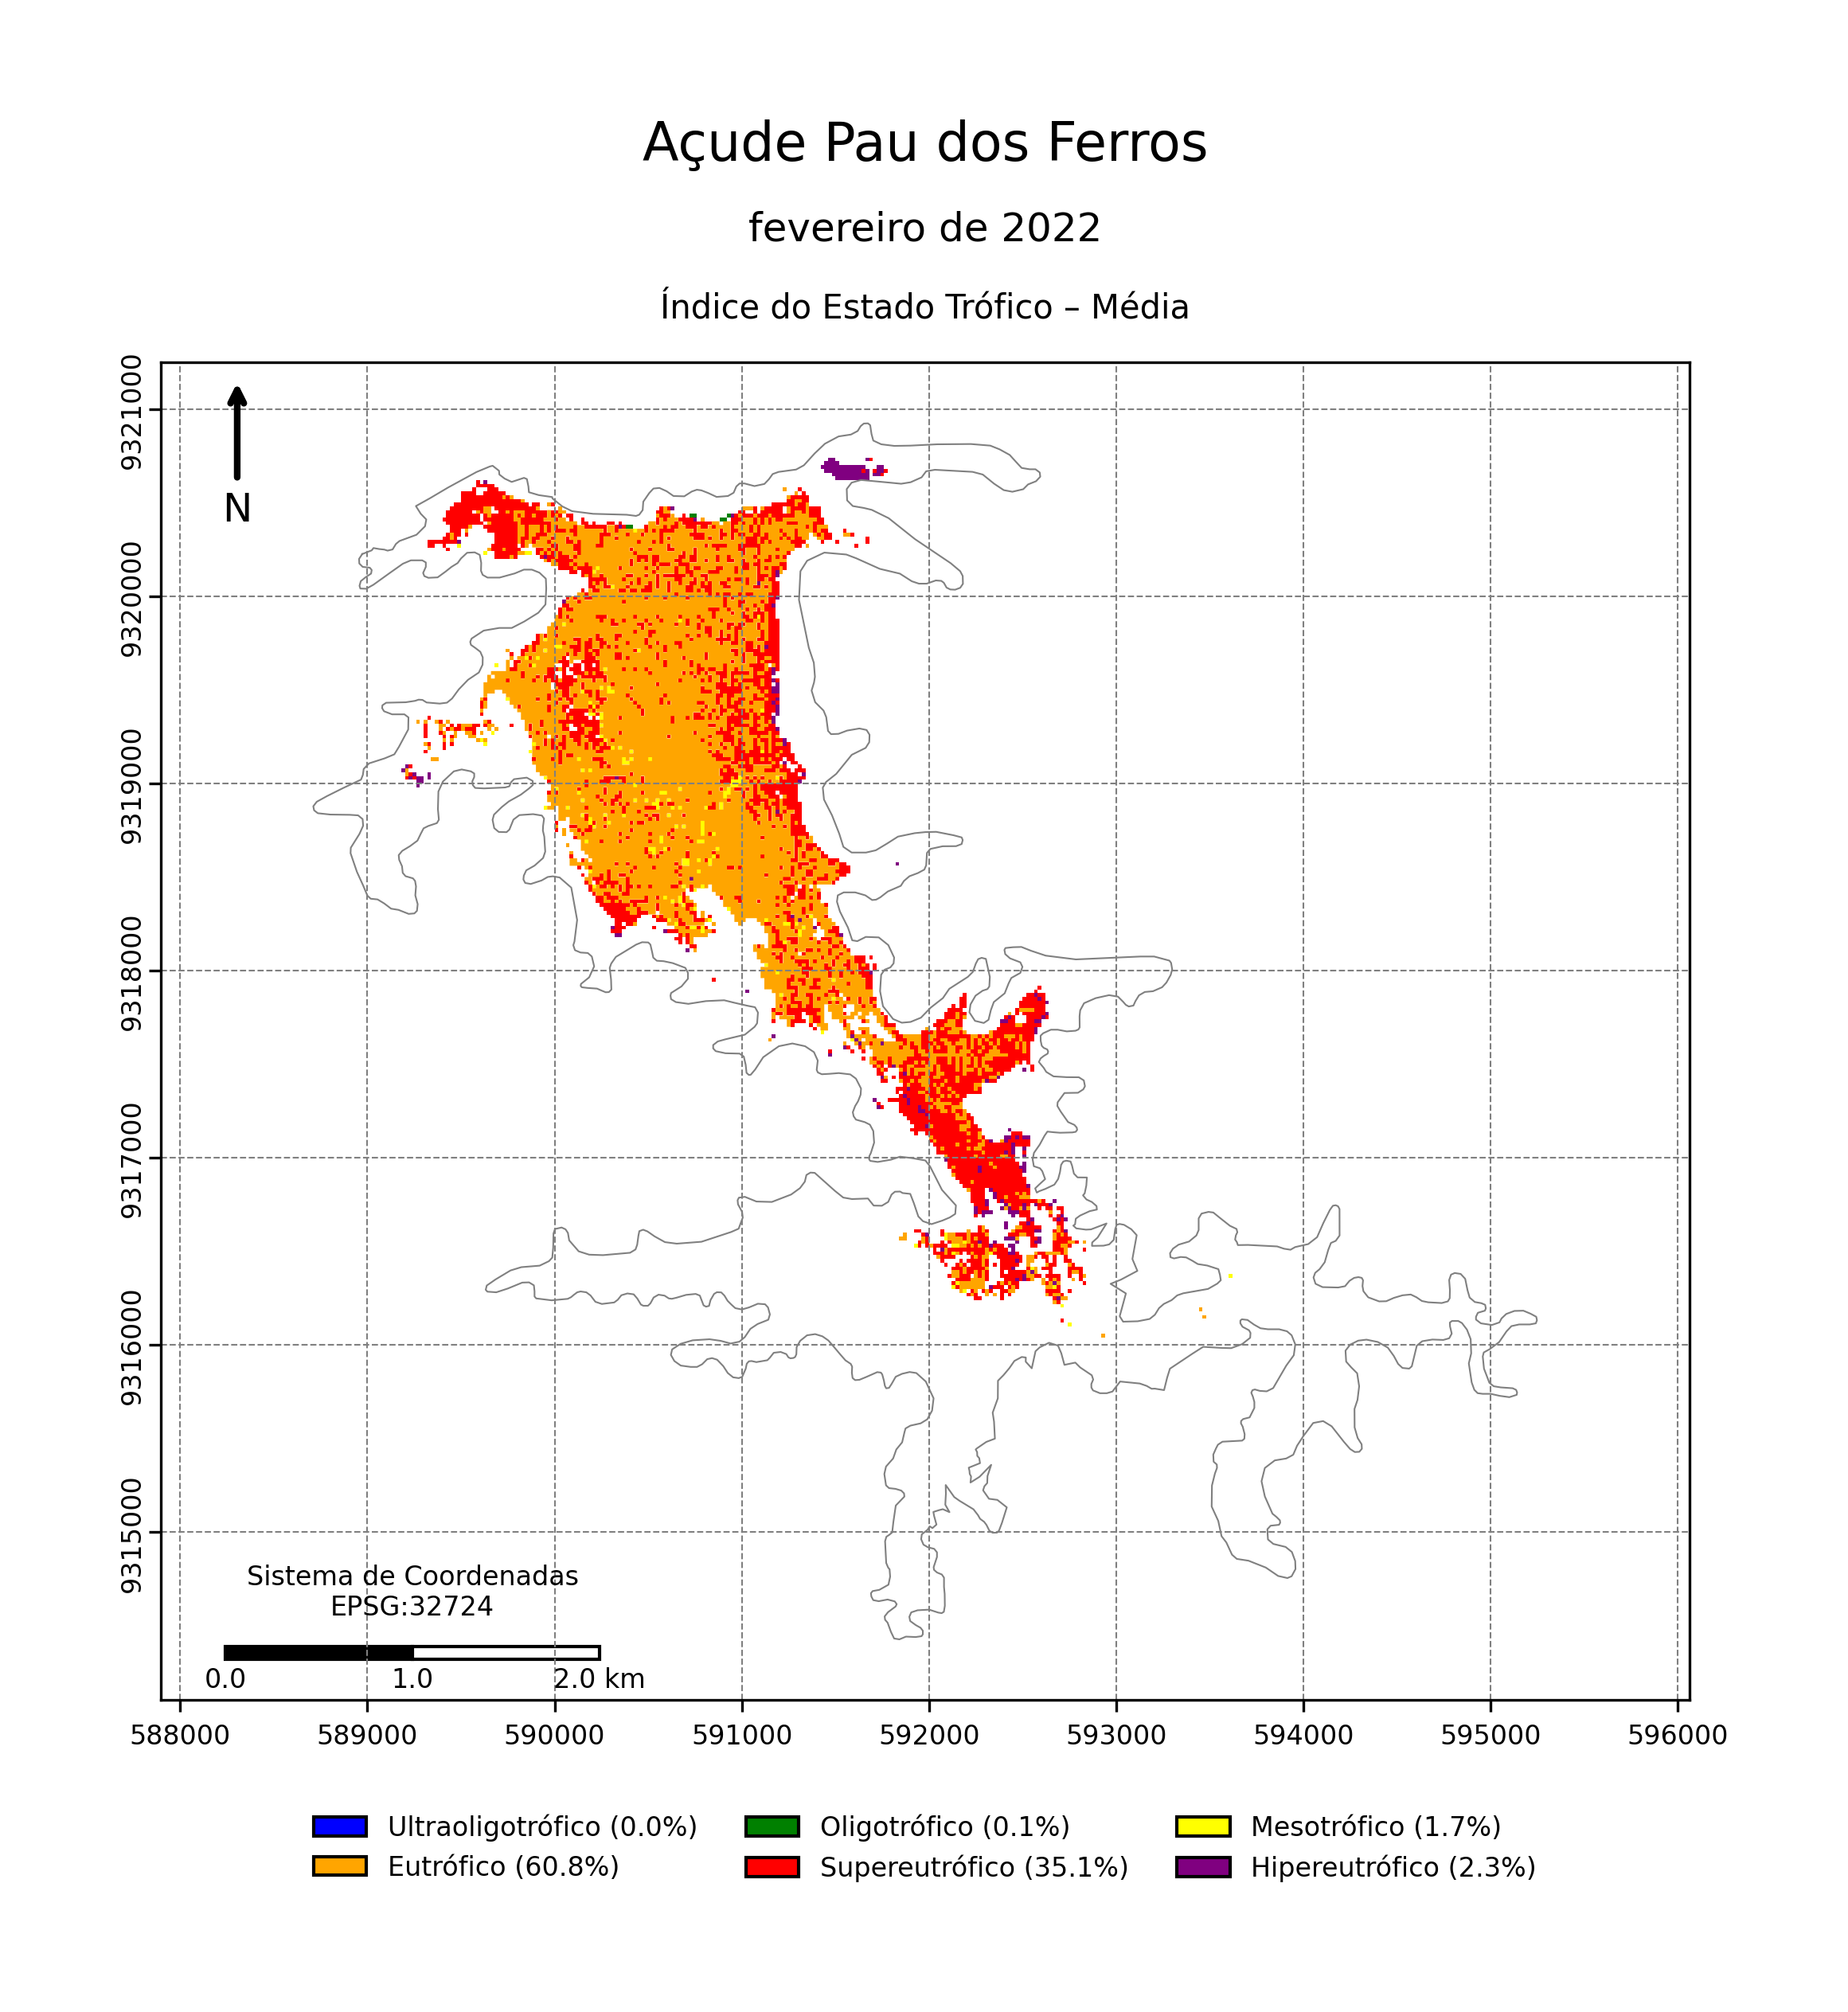 Açude Pau dos Ferros
fevereiro de 2022
Índice do Estado Trófico – Média
9321000
9320000
9319000
9318000
9317000
9316000
9315000
N
Sistema de Coordenadas
EPSG:32724
0.0 1.0 2.0 km
588000 589000 590000 591000 592000 593000 594000 595000 596000
Ultraoligotrófico (0.0%) Oligotrófico (0.1%) Mesotrófico (1.7%)
Eutrófico (60.8%) Supereutrófico (35.1%) Hipereutrófico (2.3%)